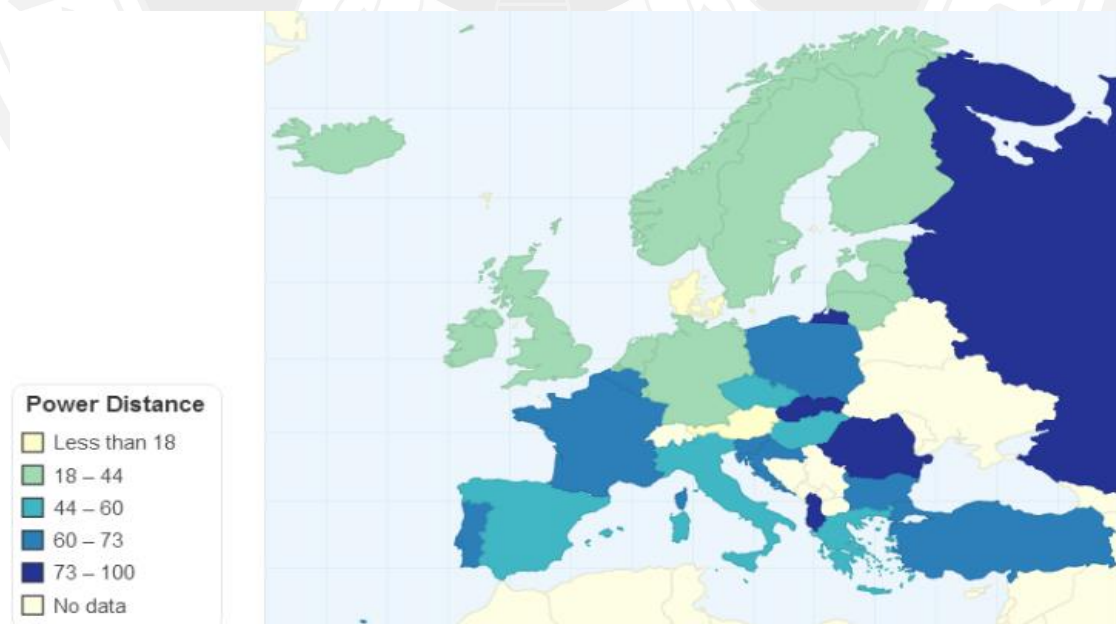 Power Distance
Less than 18
18 – 44
44 – 60
60 – 73
73 – 100
No data